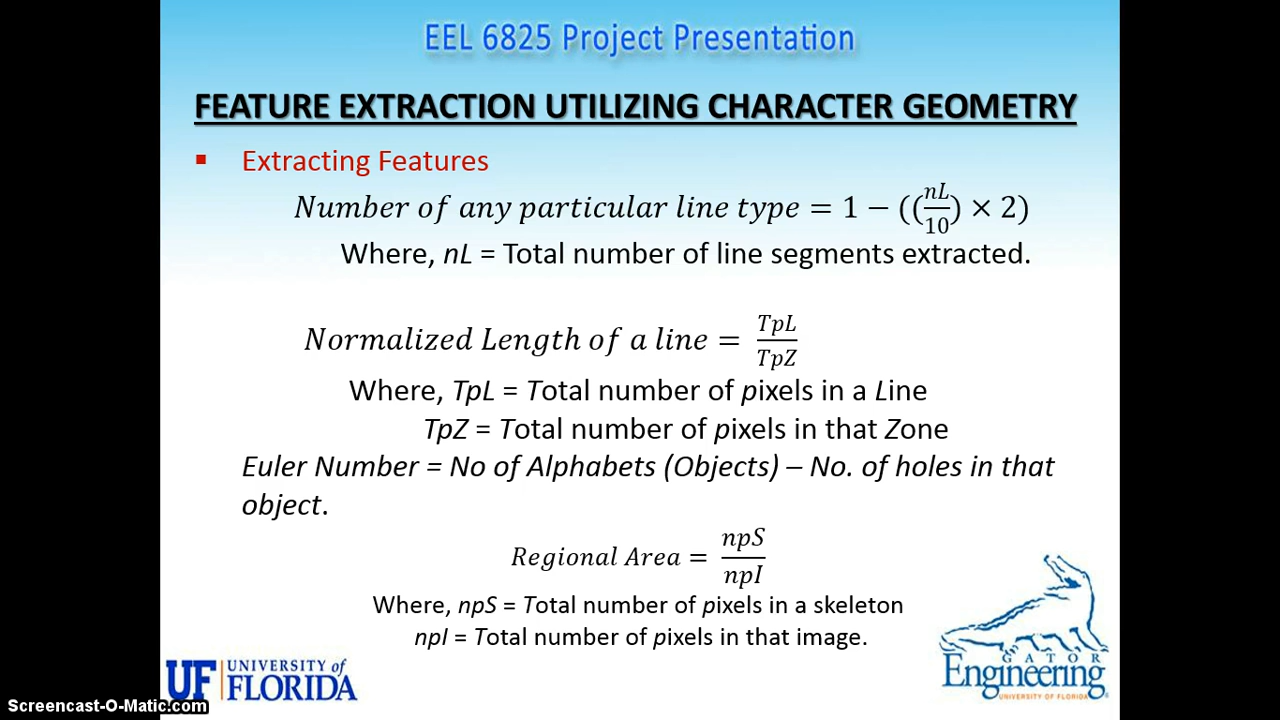 EEL 6825 Project Presentation
FEATURE EXTRACTION UTILIZING CHARACTER GEOMETRY
▪ Extracting Features
Number of any particular line type = 1 − ((nL/10) × 2)
Where, nL = Total number of line segments extracted.
Normalized Length of a line = TpL/TpZ
Where, TpL = Total number of pixels in a Line
TpZ = Total number of pixels in that Zone
Euler Number = No of Alphabets (Objects) – No. of holes in that
object.
Regional Area = npS/npI
Where, npS = Total number of pixels in a skeleton
npI = Total number of pixels in that image.
UF UNIVERSITY of
FLORIDA
GATOR
Engineering
UNIVERSITY OF FLORIDA
Screencast-O-Matic.com